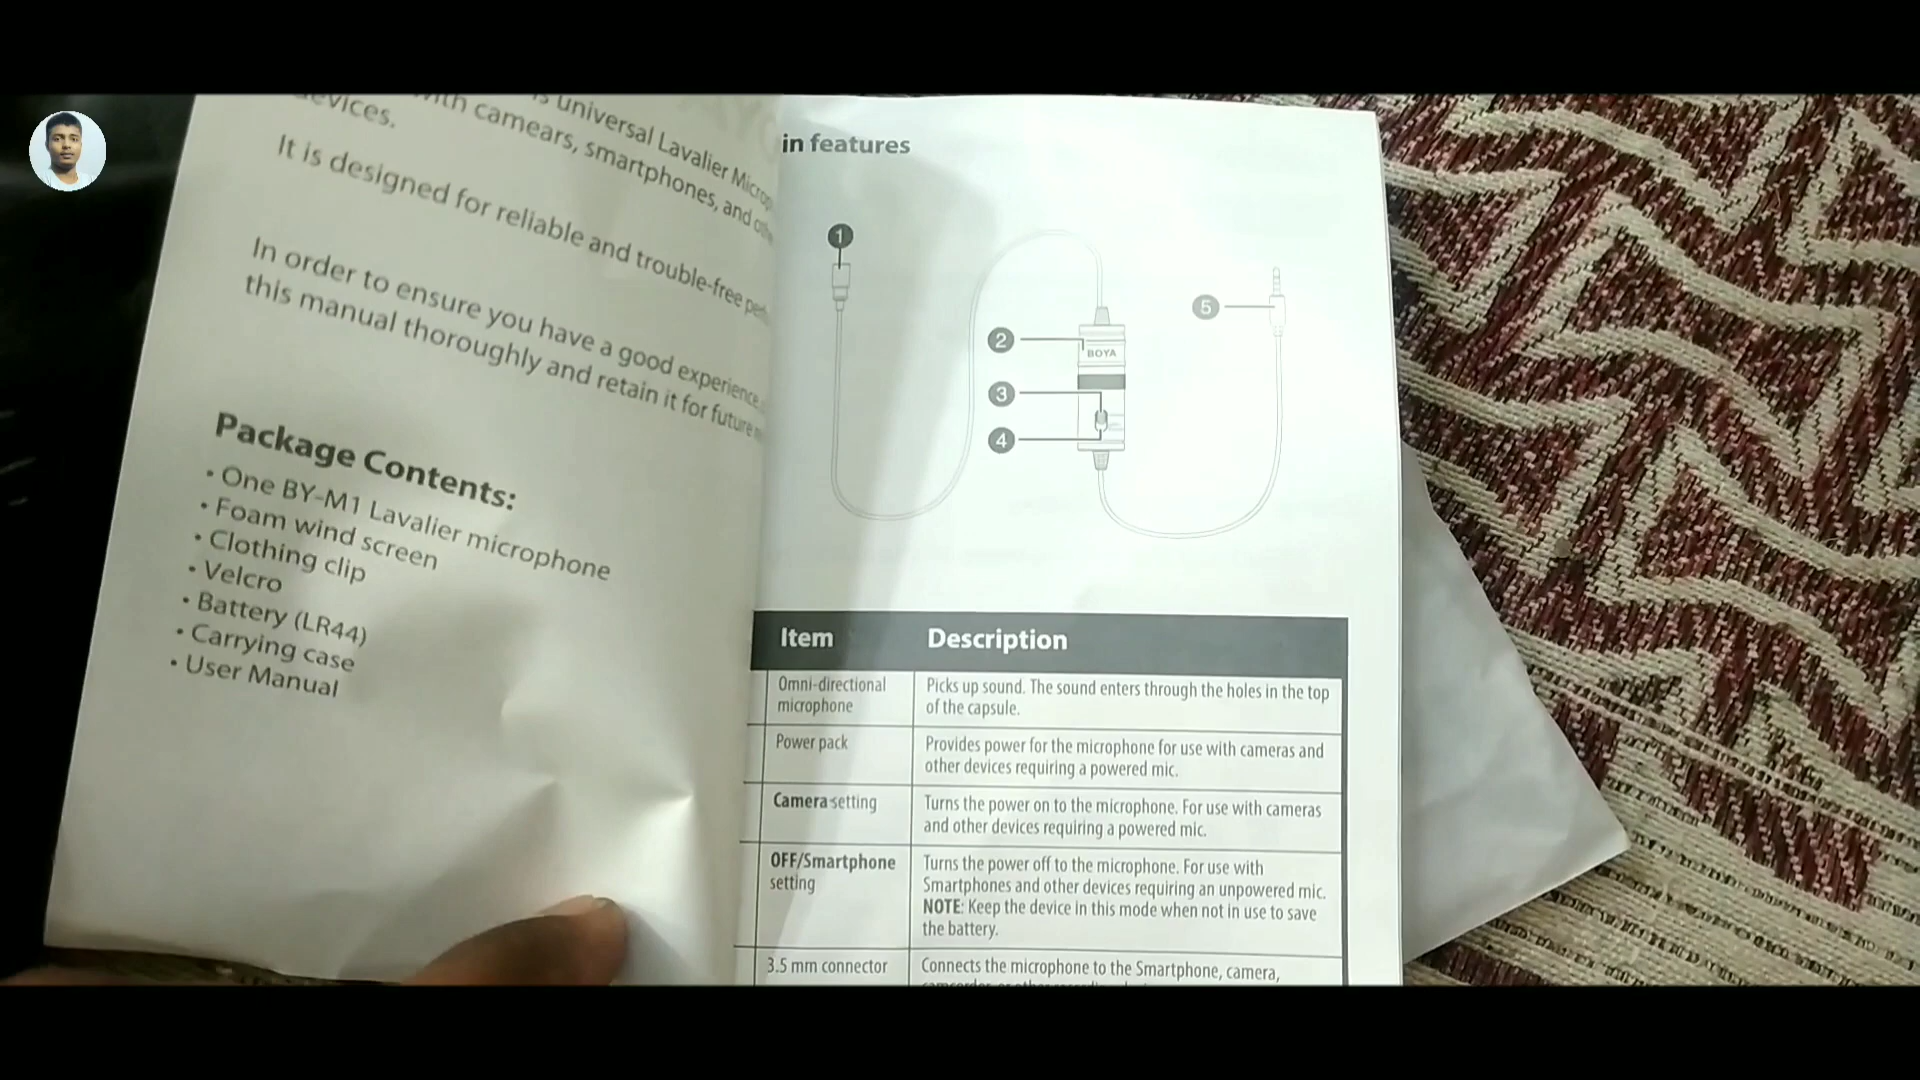 universal Lavalier
with camears, smartphones, and
devices.
It is designed for reliable and trouble-free
In order to ensure you have a good experience
this manual thoroughly and retain it for future
Package Contents:
• One BY-M1 Lavalier microphone
• Foam wind screen
• Clothing clip
• Velcro
• Battery (LR44)
• Carrying case
• User Manual
in features
1
2
3
4
5
BOYA
Item Description
Omni-directional microphone Picks up sound. The sound enters through the holes in the top
of the capsule.
Power pack Provides power for the microphone for use with cameras and
other devices requiring a powered mic.
Camera setting Turns the power on to the microphone. For use with cameras
and other devices requiring a powered mic.
OFF/Smartphone setting Turns the power off to the microphone. For use with
Smartphones and other devices requiring an unpowered mic.
NOTE: Keep the device in this mode when not in use to save
the battery.
3.5 mm connector Connects the microphone to the Smartphone, camera,